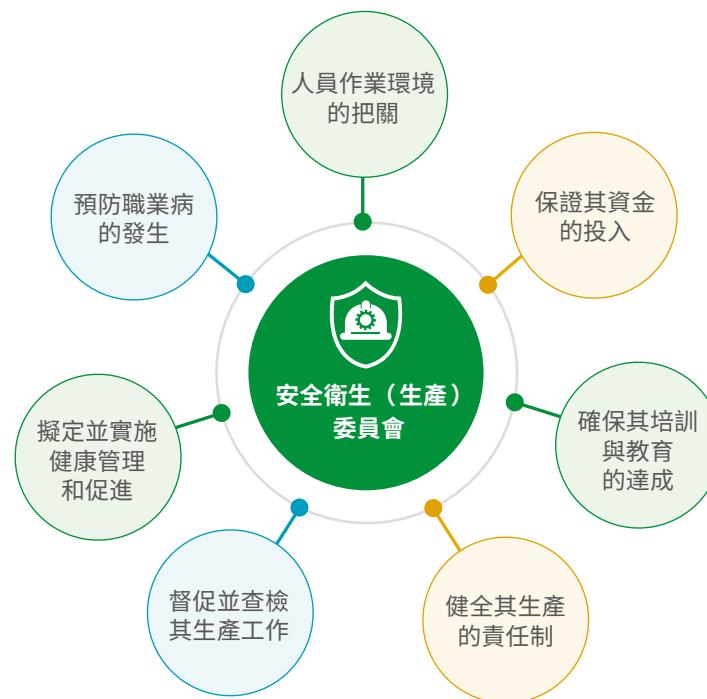 人員作業環境
的把關
保證其資金
的投入
確保其培訓
與教育
的達成
健全其生產
的責任制
督促並查檢
其生產工作
擬定並實施
健康管理
和促進
預防職業病
的發生
安全衛生（生產）
委員會